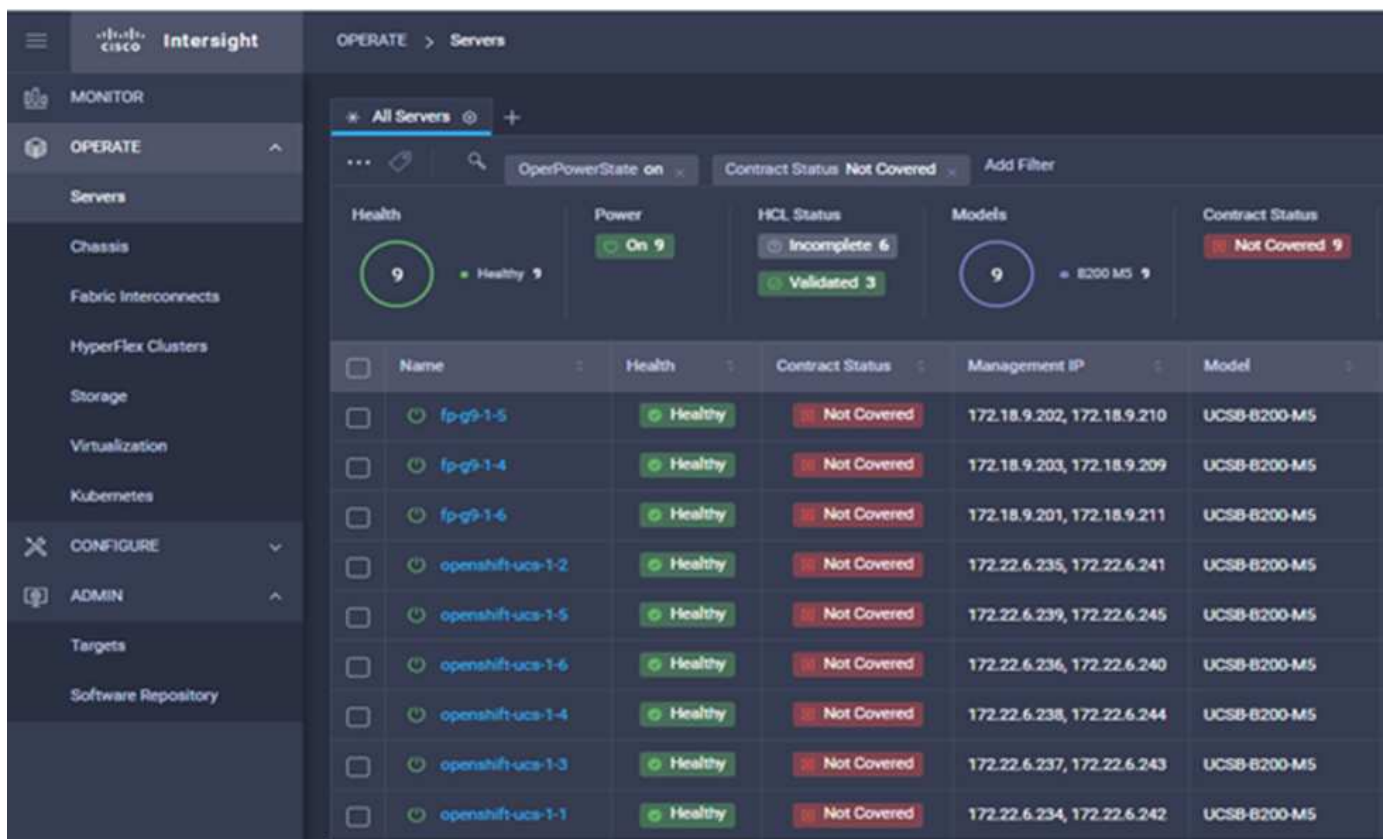 cisco Intersight
OPERATE > Servers
MONITOR
OPERATE
Servers
Chassis
Fabric Interconnects
HyperFlex Clusters
Storage
Virtualization
Kubernetes
CONFIGURE
ADMIN
Targets
Software Repository
All Servers +
OperPowerState on × Contract Status Not Covered × Add Filter
Health Power HCL Status Models Contract Status
9 Healthy 9 On 9 Incomplete 6 9 B200 M5 9 Not Covered 9
Validated 3
Name Health Contract Status Management IP Model
fp-g9-1-5 Healthy Not Covered 172.18.9.202, 172.18.9.210 UCSB-B200-M5
fp-g9-1-4 Healthy Not Covered 172.18.9.203, 172.18.9.209 UCSB-B200-M5
fp-g9-1-6 Healthy Not Covered 172.18.9.201, 172.18.9.211 UCSB-B200-M5
openshift-ucs-1-2 Healthy Not Covered 172.22.6.235, 172.22.6.241 UCSB-B200-M5
openshift-ucs-1-5 Healthy Not Covered 172.22.6.239, 172.22.6.245 UCSB-B200-M5
openshift-ucs-1-6 Healthy Not Covered 172.22.6.236, 172.22.6.240 UCSB-B200-M5
openshift-ucs-1-4 Healthy Not Covered 172.22.6.238, 172.22.6.244 UCSB-B200-M5
openshift-ucs-1-3 Healthy Not Covered 172.22.6.237, 172.22.6.243 UCSB-B200-M5
openshift-ucs-1-1 Healthy Not Covered 172.22.6.234, 172.22.6.242 UCSB-B200-M5